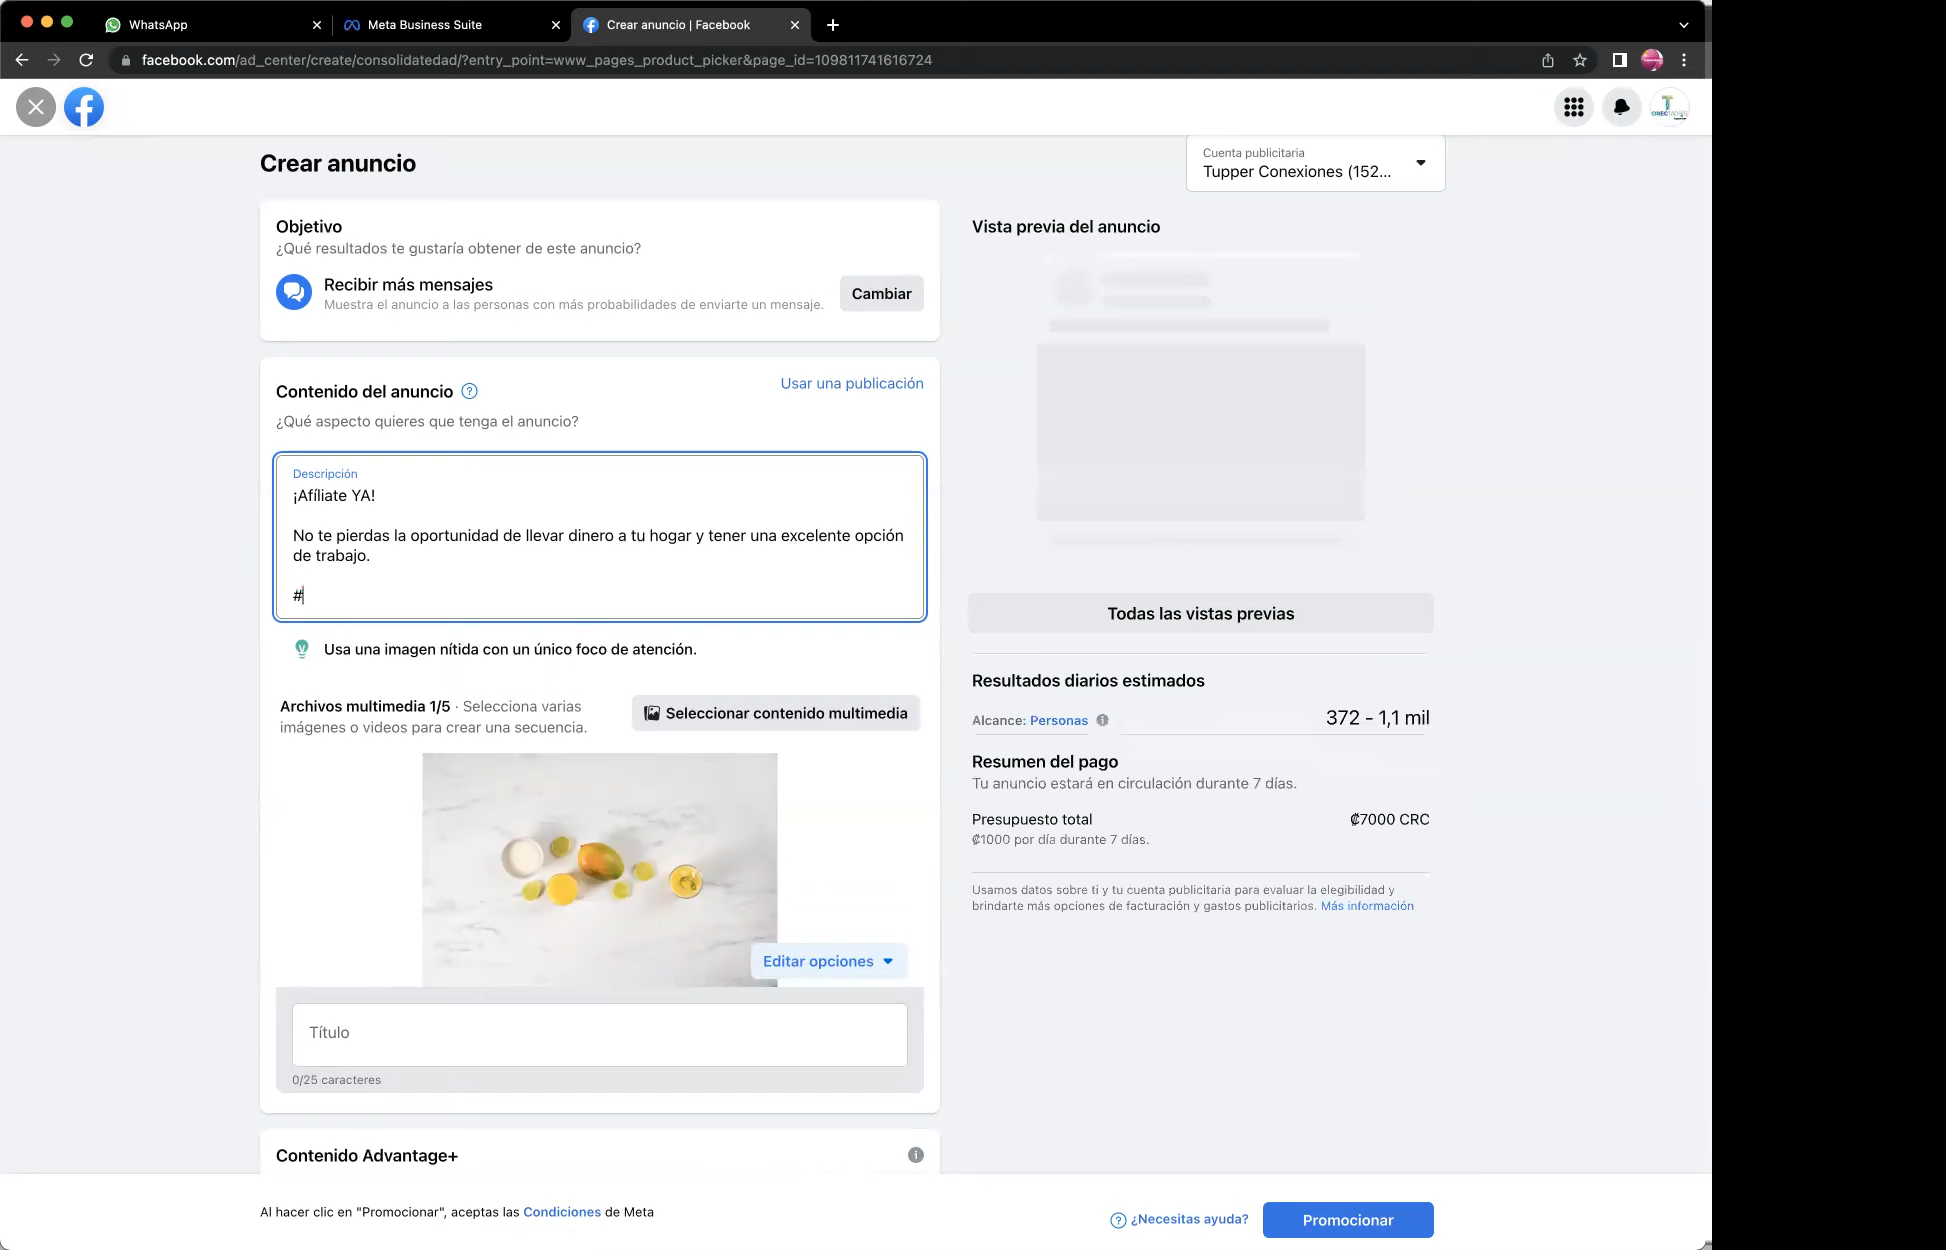 WhatsApp
Meta Business Suite
Crear anuncio | Facebook
facebook.com/ad_center/create/consolidatedad/?entry_point=www_pages_product_picker&page_id=109811741616724
Crear anuncio
Cuenta publicitaria
Tupper Conexiones (152...
Objetivo
¿Qué resultados te gustaría obtener de este anuncio?
Recibir más mensajes
Muestra el anuncio a las personas con más probabilidades de enviarte un mensaje.
Cambiar
Contenido del anuncio
Usar una publicación
¿Qué aspecto quieres que tenga el anuncio?
Descripción
¡Afíliate YA!
No te pierdas la oportunidad de llevar dinero a tu hogar y tener una excelente opción
de trabajo.
#
Usa una imagen nítida con un único foco de atención.
Archivos multimedia 1/5 · Selecciona varias
imágenes o videos para crear una secuencia.
Seleccionar contenido multimedia
Editar opciones
Título
0/25 caracteres
Contenido Advantage+
Vista previa del anuncio
Todas las vistas previas
Resultados diarios estimados
Alcance: Personas
372 - 1,1 mil
Resumen del pago
Tu anuncio estará en circulación durante 7 días.
Presupuesto total
₡7000 CRC
₡1000 por día durante 7 días.
Usamos datos sobre ti y tu cuenta publicitaria para evaluar la elegibilidad y
brindarte más opciones de facturación y gastos publicitarios. Más información
Al hacer clic en "Promocionar", aceptas las Condiciones de Meta
¿Necesitas ayuda?
Promocionar